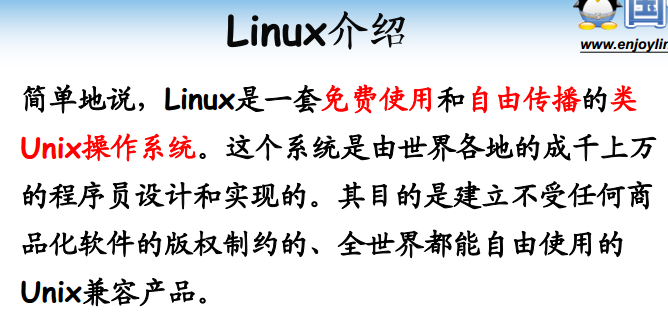 Linux介绍
www.enjoylin
简单地说，Linux是一套免费使用和自由传播的类
Unix操作系统。这个系统是由世界各地的成千上万
的程序员设计和实现的。其目的是建立不受任何商
品化软件的版权制约的、全世界都能自由使用的
Unix兼容产品。